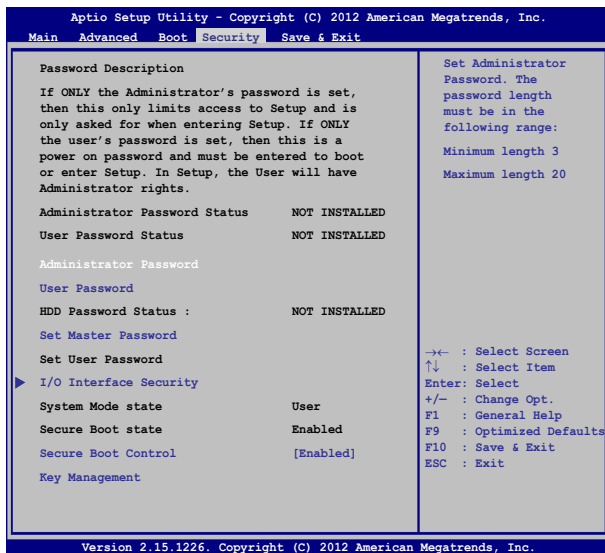 Aptio Setup Utility - Copyright (C) 2012 American Megatrends, Inc.
Main Advanced Boot Security Save & Exit
Password Description
If ONLY the Administrator's password is set,
then this only limits access to Setup and is
only asked for when entering Setup. If ONLY
the user's password is set, then this is a
power on password and must be entered to boot
or enter Setup. In Setup, the User will have
Administrator rights.
Administrator Password Status NOT INSTALLED
User Password Status NOT INSTALLED
Administrator Password
User Password
HDD Password Status : NOT INSTALLED
Set Master Password
Set User Password
I/O Interface Security
System Mode state User
Secure Boot state Enabled
Secure Boot Control [Enabled]
Key Management
Set Administrator
Password. The
password length
must be in the
following range:
Minimum length 3
Maximum length 20
→← : Select Screen
↑↓ : Select Item
Enter: Select
+/— : Change Opt.
F1 : General Help
F9 : Optimized Defaults
F10 : Save & Exit
ESC : Exit
Version 2.15.1226. Copyright (C) 2012 American Megatrends, Inc.